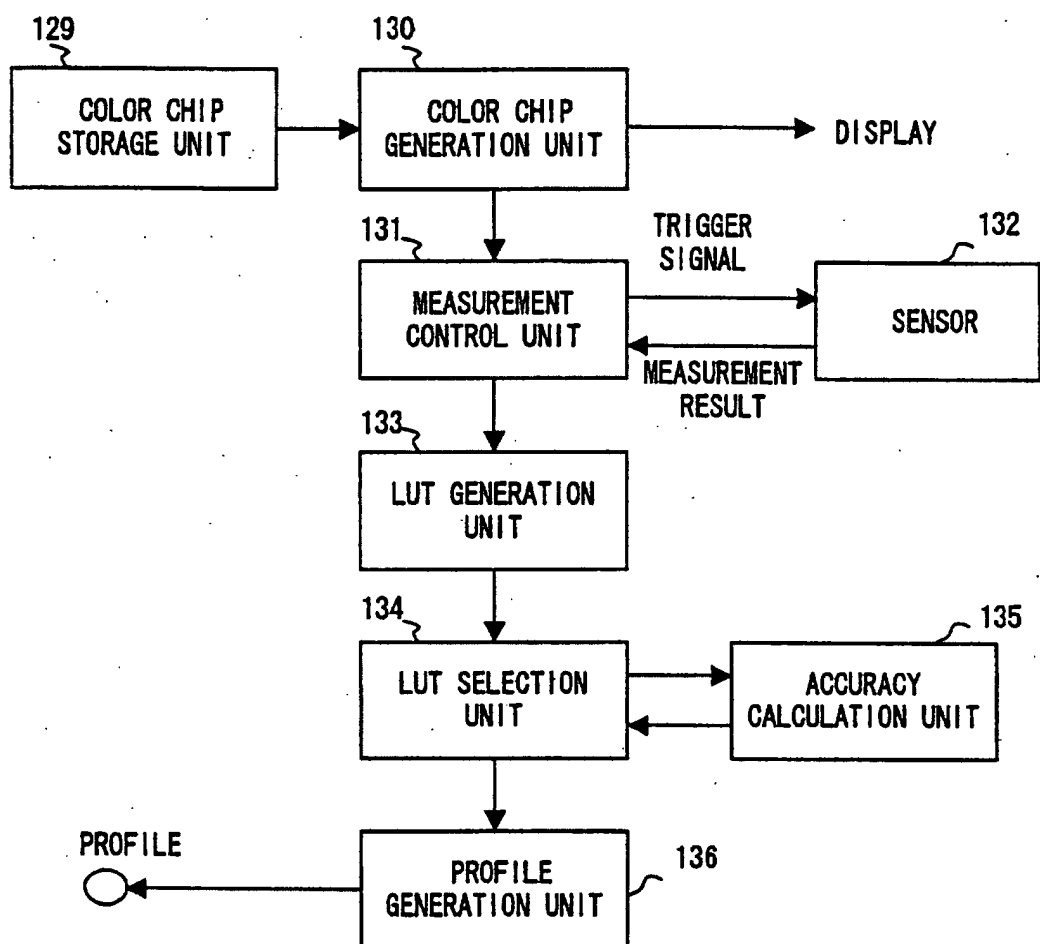 129
130
COLOR CHIP
STORAGE UNIT
COLOR CHIP
GENERATION UNIT
DISPLAY
131
TRIGGER
SIGNAL
132
MEASUREMENT
CONTROL UNIT
SENSOR
MEASUREMENT
RESULT
133
LUT GENERATION
UNIT
134
135
LUT SELECTION
UNIT
ACCURACY
CALCULATION UNIT
PROFILE
136
PROFILE
GENERATION UNIT